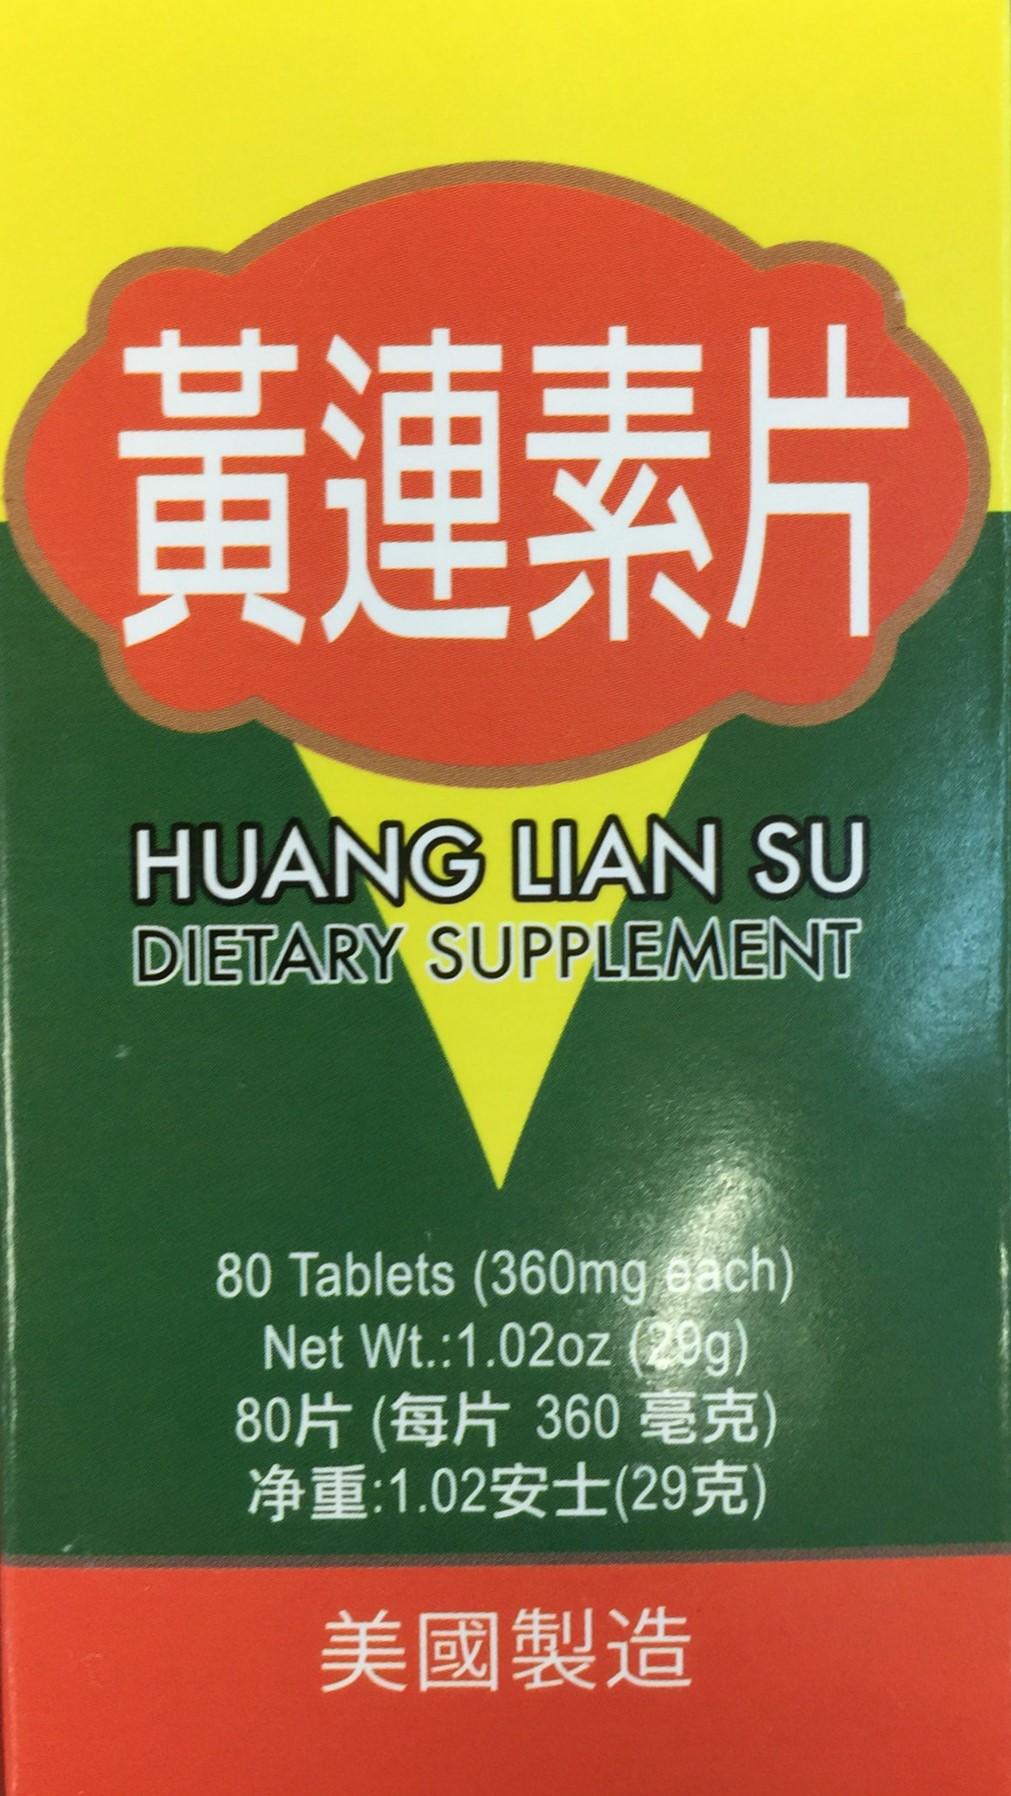 黃連素片
HUANG LIAN SU
DIETARY SUPPLEMENT
80 Tablets (360mg each)
Net Wt.:1.02oz (29g)
80片 (每片 360 毫克)
净重:1.02安士(29克)
美國製造